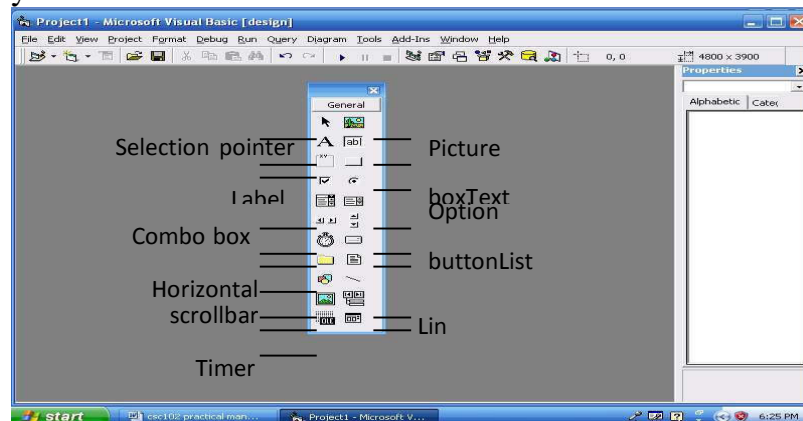 Project1 - Microsoft Visual Basic [design]
File Edit View Project Format Debug Run Query Diagram Tools Add-Ins Window Help
0, 0 4800 x 3900
Properties
General
Alphabetic
A ab|
XY
Selection pointer
Picture
Label
boxText
Option
Combo box
buttonList
Horizontal
scrollbar
Lin
Timer
start csc102 practical man... Project1 - Microsoft V... 6:25 PM